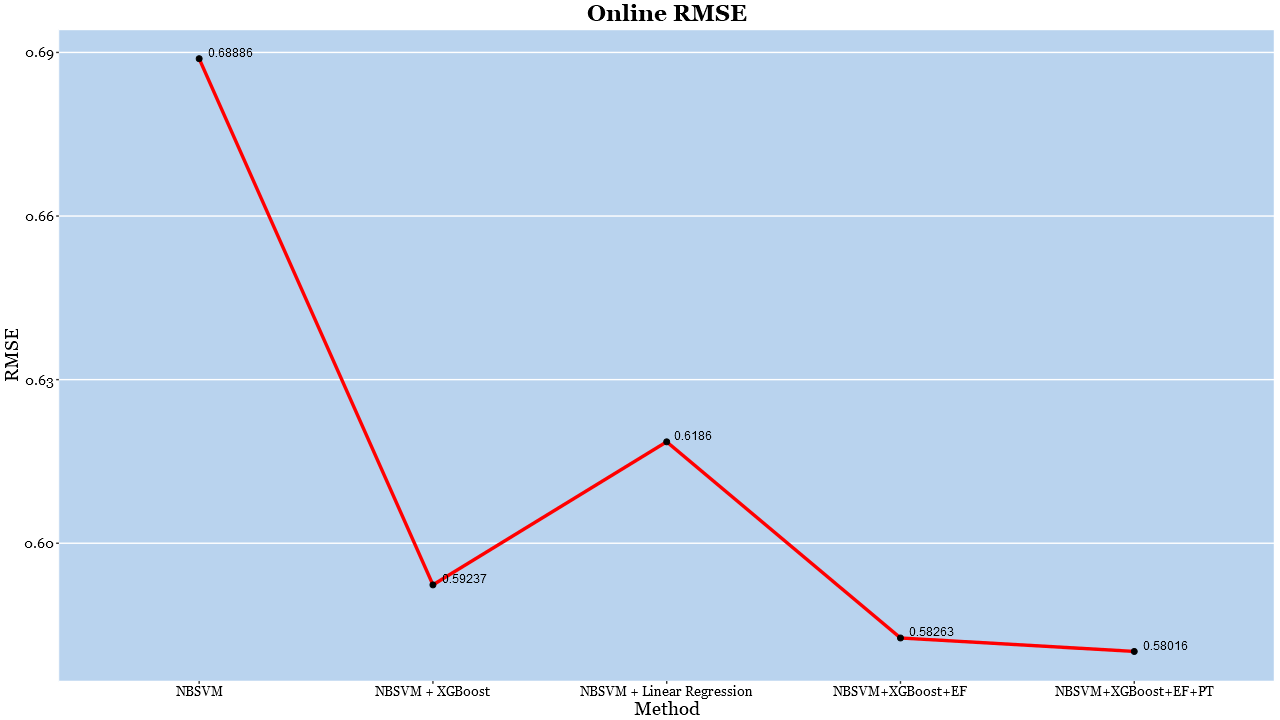 Online RMSE
0.69
0.66
0.63
0.60
RMSE
0.68886
0.59237
0.6186
0.58263
0.58016
NBSVM
NBSVM + XGBoost
NBSVM + Linear Regression
NBSVM+XGBoost+EF
NBSVM+XGBoost+EF+PT
Method